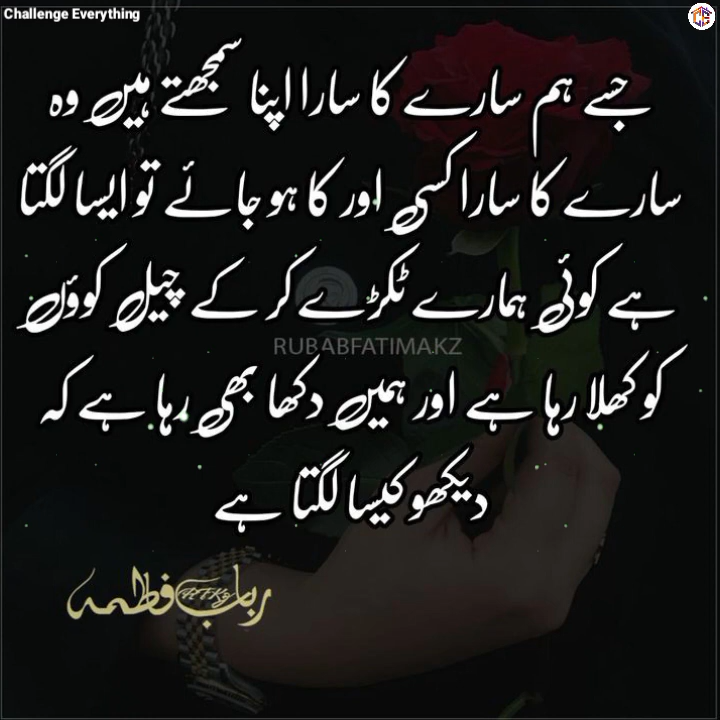 Challenge Everything
جسے ہم سارے کا سارا اپنا سمجھتے ہیں وہ
سارے کا سارا کسی اور کا ہو جائے تو ایسا لگتا
ہے کوئی ہمارے ٹکڑے کر کے چیل کوؤں
RUBABFATIMAKZ
کو کھلا رہا ہے اور ہمیں دکھا بھی رہا ہے کہ
دیکھو کیسا لگتا ہے
رباب فاطمہ